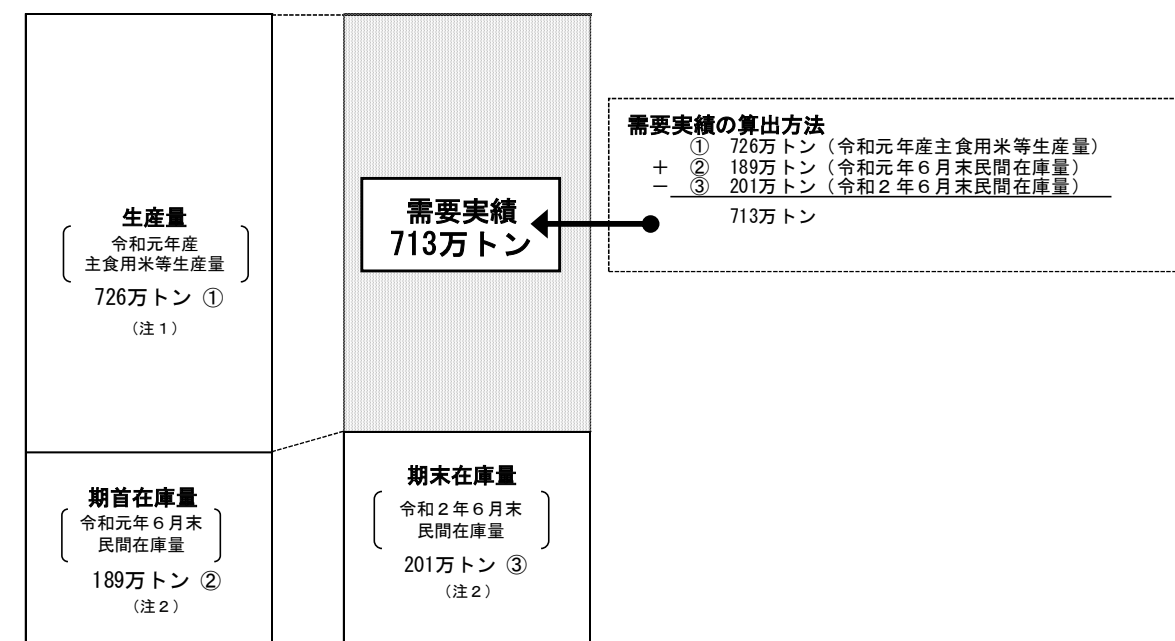 生産量
令和元年産
主食用米等生産量
726万トン ①
（注１）
期首在庫量
令和元年６月末
民間在庫量
189万トン ②
（注２）
需要実績
713万トン
期末在庫量
令和２年６月末
民間在庫量
201万トン ③
（注２）
需要実績の算出方法
① 726万トン（令和元年産主食用米等生産量）
＋ ② 189万トン（令和元年６月末民間在庫量）
－ ③ 201万トン（令和２年６月末民間在庫量）
713万トン